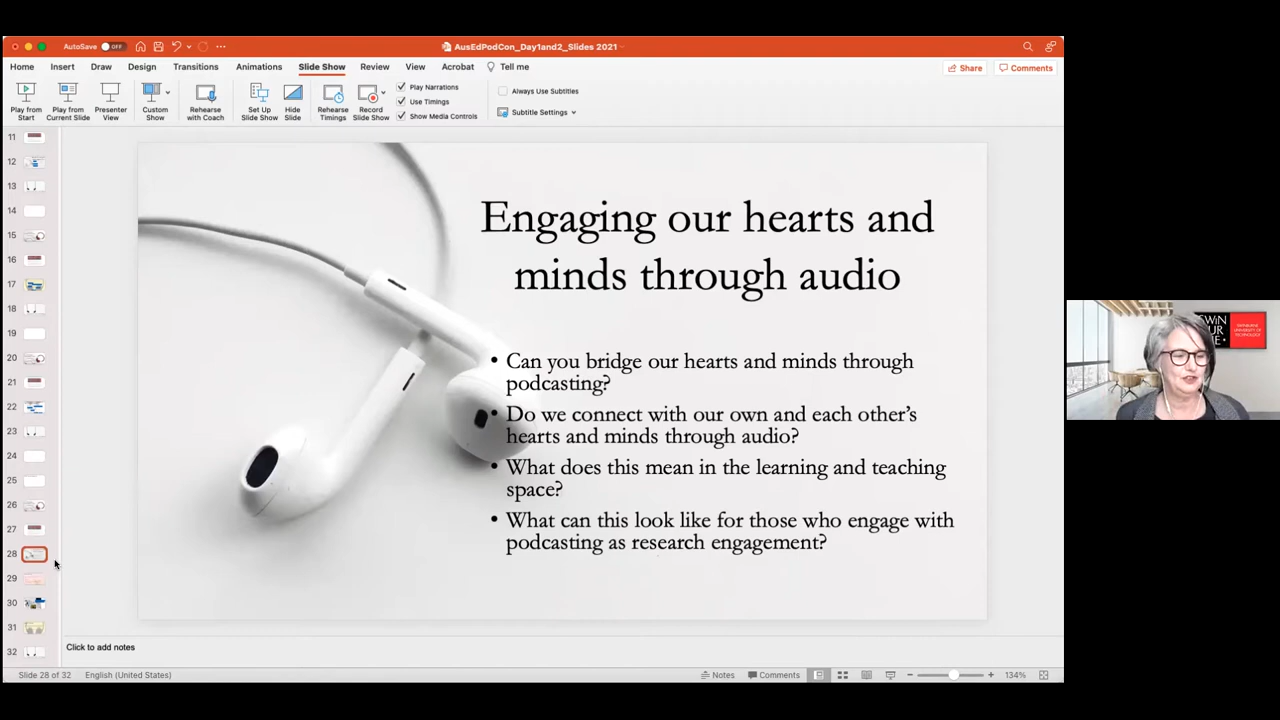 AutoSave OFF
AusEdPodCon_Day1and2_Slides 2021
Home Insert Draw Design Transitions Animations Slide Show Review View Acrobat Tell me
Share Comments
Play from Start
Play from Current Slide
Presenter View
Custom Show
Rehearse with Coach
Set Up Slide Show
Hide Slide
Rehearse Timings
Record Slide Show
Play Narrations
Use Timings
Show Media Controls
Always Use Subtitles
Subtitle Settings
11
12
13
14
15
16
17
18
19
20
21
22
23
24
25
26
27
28
29
30
31
32
Engaging our hearts and
minds through audio
• Can you bridge our hearts and minds through
podcasting?
• Do we connect with our own and each other’s
hearts and minds through audio?
• What does this mean in the learning and teaching
space?
• What can this look like for those who engage with
podcasting as research engagement?
Click to add notes
Slide 28 of 32 English (United States)
Notes Comments 134%